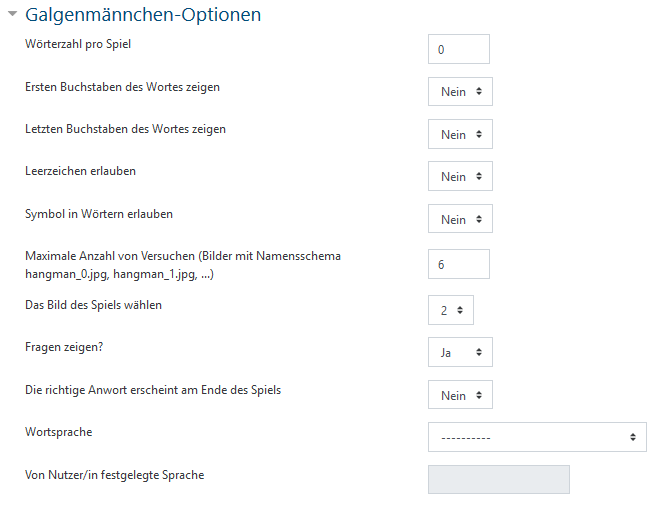 Galgenmännchen-Optionen
Wörterzahl pro Spiel
0
Ersten Buchstaben des Wortes zeigen
Nein
Letzten Buchstaben des Wortes zeigen
Nein
Leerzeichen erlauben
Nein
Symbol in Wörtern erlauben
Nein
Maximale Anzahl von Versuchen (Bilder mit Namensschema
hangman_0.jpg, hangman_1.jpg, ...)
6
Das Bild des Spiels wählen
2
Fragen zeigen?
Ja
Die richtige Anwort erscheint am Ende des Spiels
Nein
Wortsprache
----------
Von Nutzer/in festgelegte Sprache